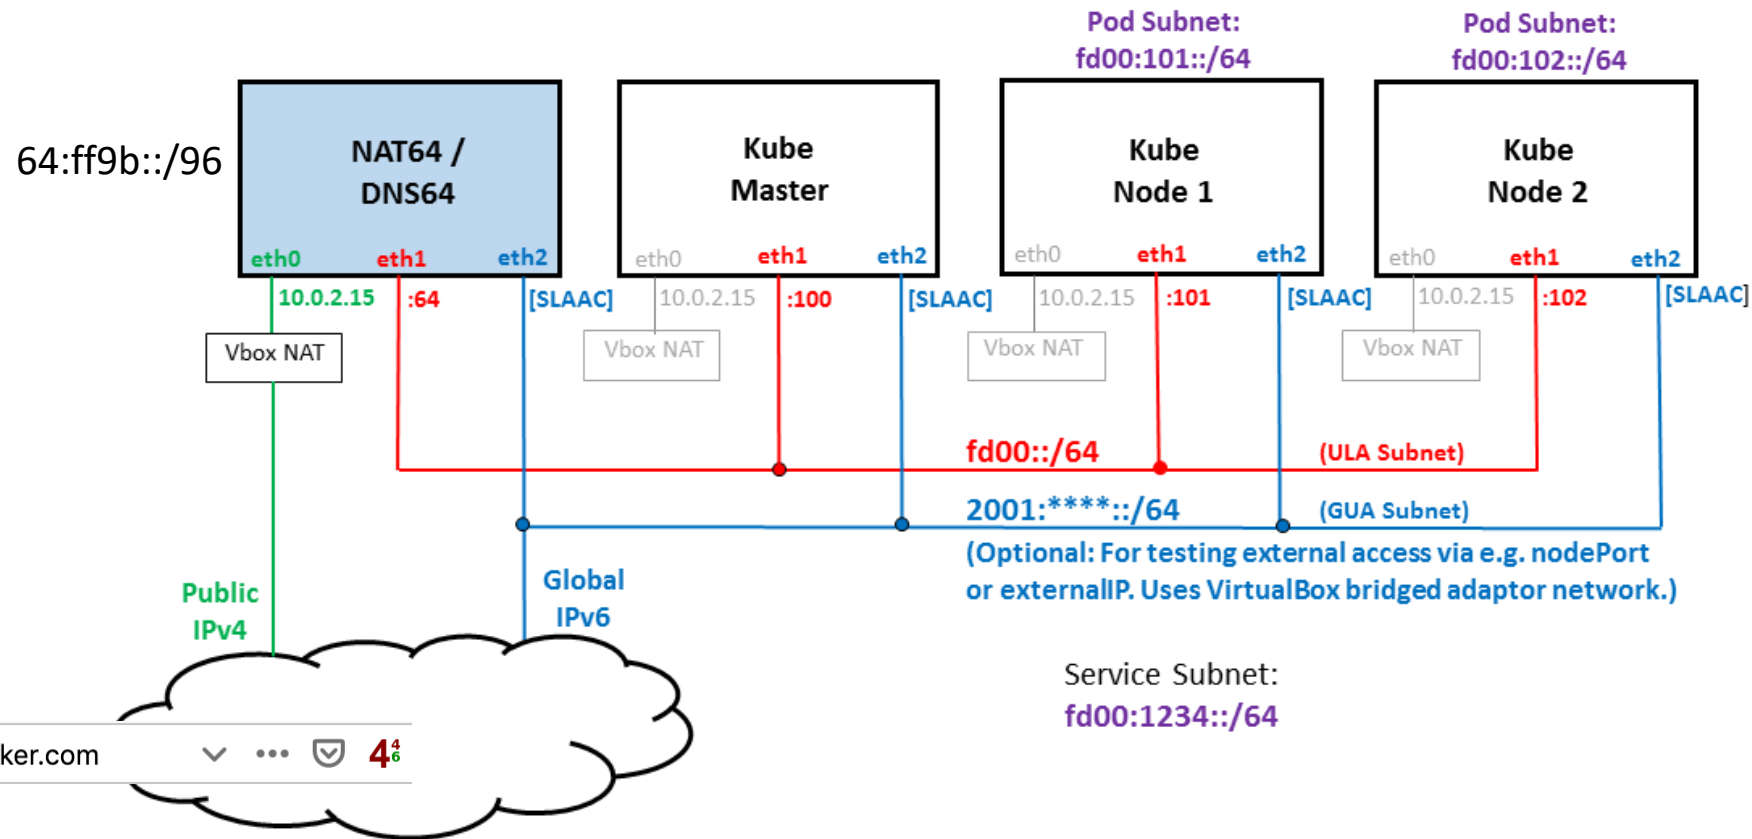 Pod Subnet:
fd00:101::/64
Pod Subnet:
fd00:102::/64
64:ff9b::/96
NAT64 /
DNS64
eth0
eth1
eth2
Kube
Master
eth0
eth1
eth2
Kube
Node 1
eth0
eth1
eth2
Kube
Node 2
eth0
eth1
eth2
10.0.2.15
:64
[SLAAC]
10.0.2.15
:100
[SLAAC]
10.0.2.15
:101
[SLAAC]
10.0.2.15
:102
[SLAAC]
Vbox NAT
Vbox NAT
Vbox NAT
Vbox NAT
fd00::/64
(ULA Subnet)
2001:****::/64
(GUA Subnet)
(Optional: For testing external access via e.g. nodePort
or externalIP. Uses VirtualBox bridged adaptor network.)
Public
IPv4
Global
IPv6
Service Subnet:
fd00:1234::/64
ker.com
4 4
6